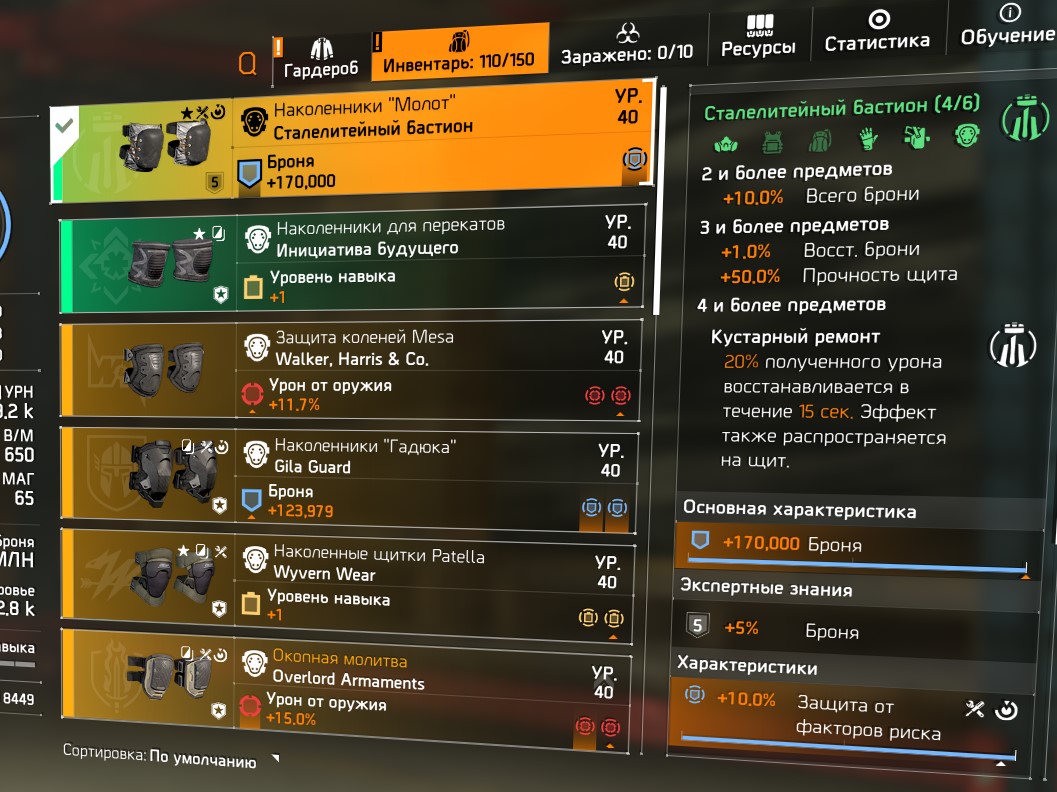 Q
Гардероб
Инвентарь: 110/150
Заражено: 0/10
Ресурсы
Статистика
Обучение
Наколенники "Молот"
Сталелитейный бастион
УР.
40
Броня
+170,000
5
Наколенники для перекатов
Инициатива будущего
УР.
40
Уровень навыка
+1
Защита коленей Mesa
Walker, Harris & Co.
УР.
40
Урон от оружия
+11.7%
Наколенники "Гадюка"
Gila Guard
УР.
40
Броня
+123,979
Наколенные щитки Patella
Wyvern Wear
УР.
40
Уровень навыка
+1
Окопная молитва
Overlord Armaments
УР.
40
Урон от оружия
+15.0%
Сортировка: По умолчанию
УРН
.2 k
В/М
650
МАГ
65
Броня
МЛН
ровье
2.8 k
авыка
8449
Сталелитейный бастион (4/6)
2 и более предметов
+10.0% Всего брони
3 и более предметов
+1.0% Восст. брони
+50.0% Прочность щита
4 и более предметов
Кустарный ремонт
20% полученного урона
восстанавливается в
течение 15 сек. Эффект
также распространяется
на щит.
Основная характеристика
+170,000 Броня
Экспертные знания
5 +5% Броня
Характеристики
+10.0% Защита от
факторов риска